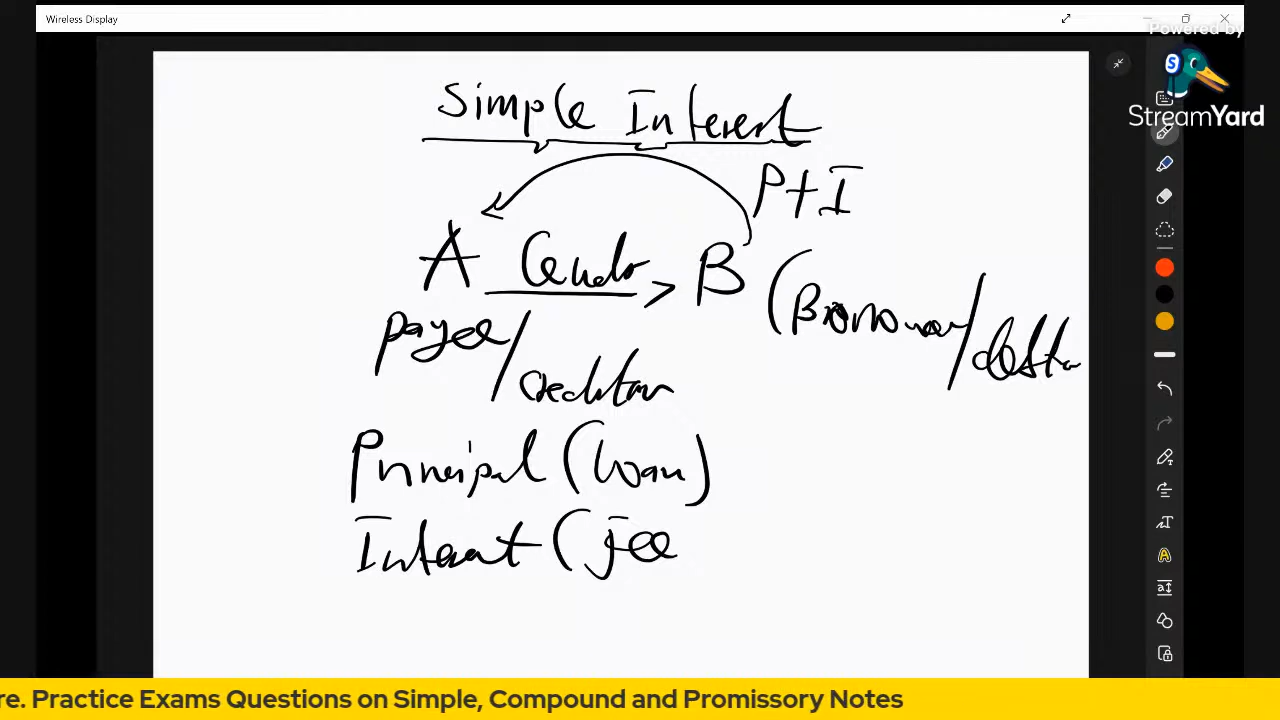 Wireless Display
Powered by
StreamYard
Simple Interest
P+I
A Lends > B (Borrower/debtor
payee/creditor
Principal (loan)
Interest (fee
re. Practice Exams Questions on Simple, Compound and Promissory Notes